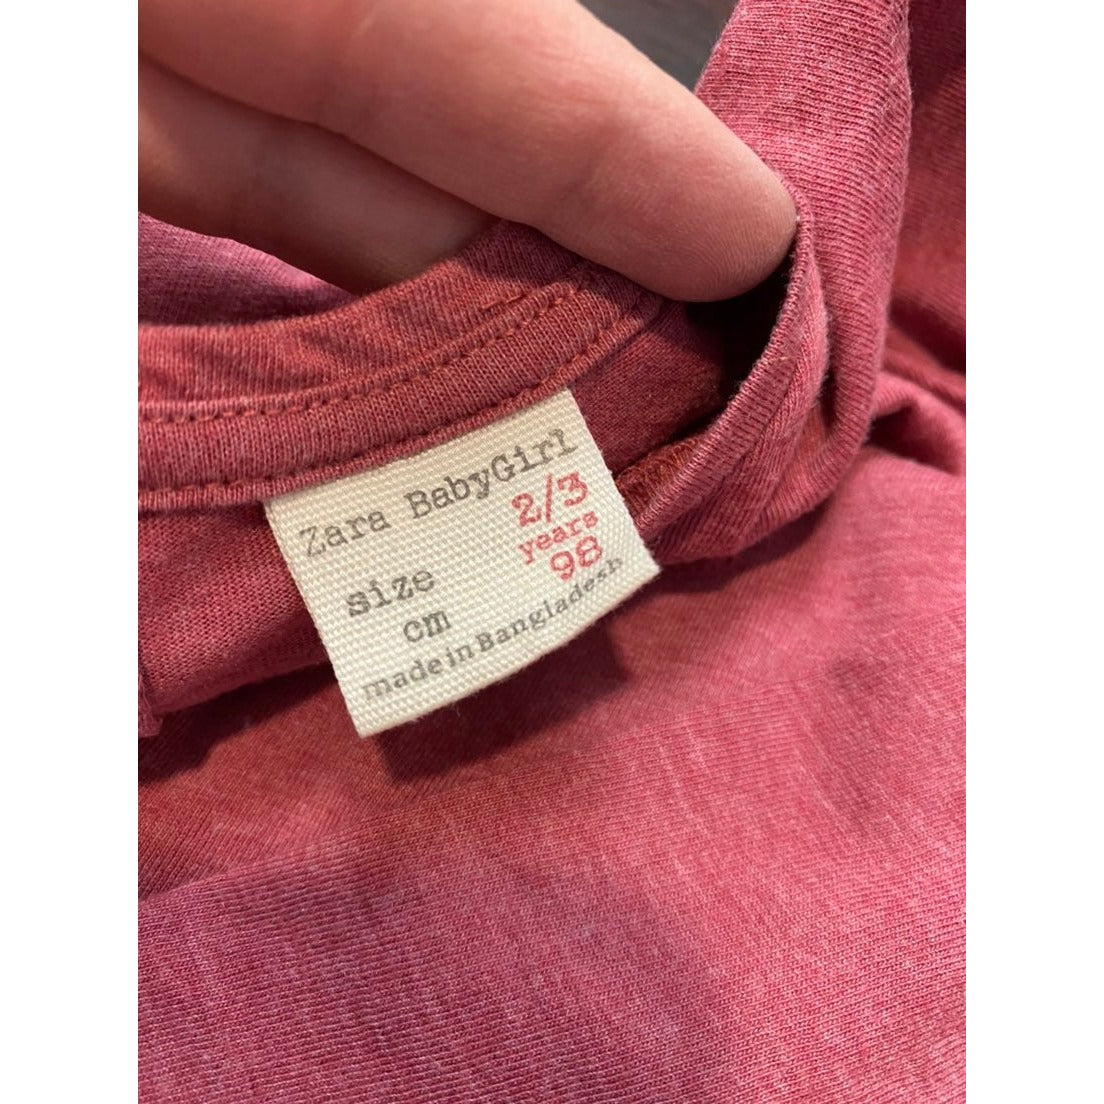 Zara BabyGirl
size 2/3
years
cm 98
made in Bangladesh